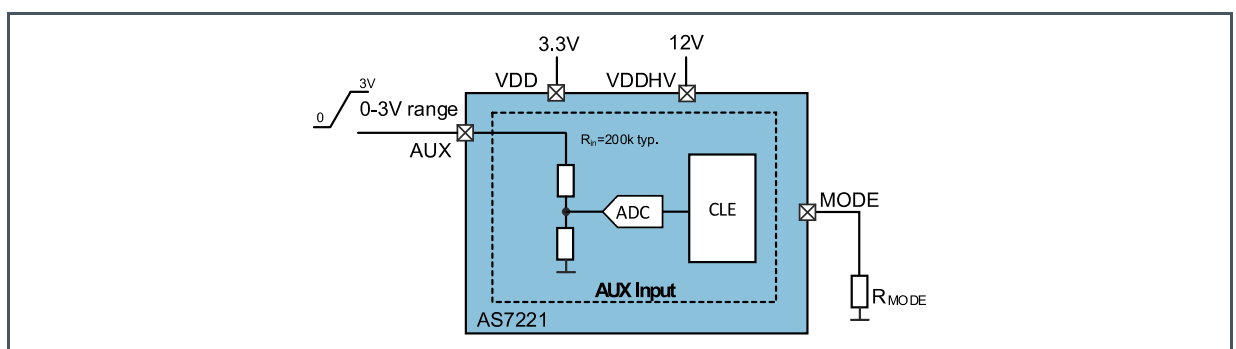 3.3V
12V
VDD
VDDHV
3V
0
0-3V range
AUX
Rin=200k typ.
ADC
CLE
MODE
AUX Input
RMODE
AS7221